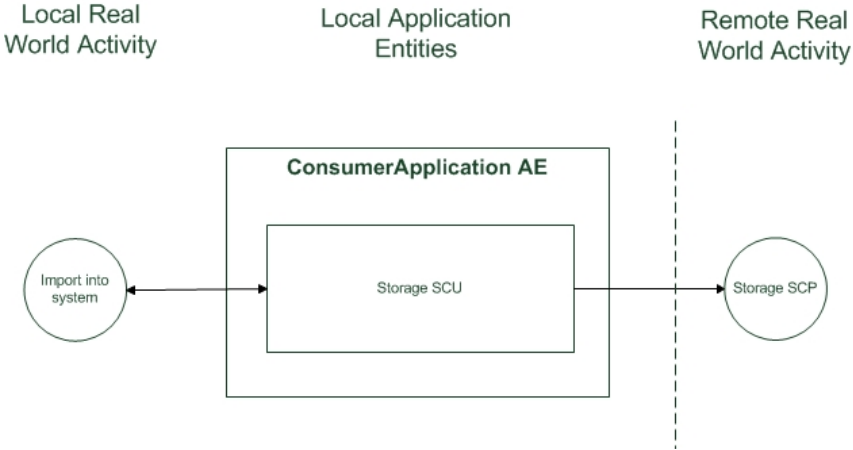 Local Real
World Activity
Local Application
Entities
Remote Real
World Activity
ConsumerApplication AE
Import into
system
Storage SCU
Storage SCP